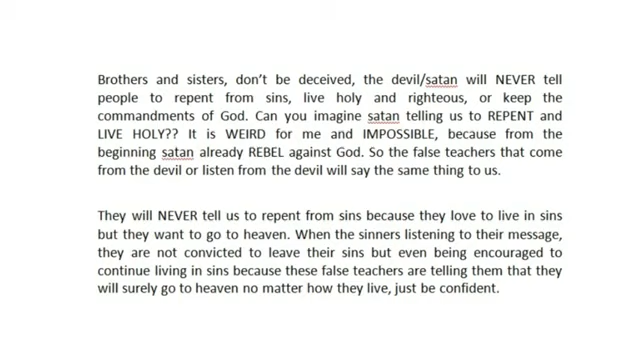 Brothers and sisters, don't be deceived, the devil/satan will NEVER tell
people to repent from sins, live holy and righteous, or keep the
commandments of God. Can you imagine satan telling us to REPENT and
LIVE HOLY?? It is WEIRD for me and IMPOSSIBLE, because from the
beginning satan already REBEL against God. So the false teachers that come
from the devil or listen from the devil will say the same thing to us.
They will NEVER tell us to repent from sins because they love to live in sins
but they want to go to heaven. When the sinners listening to their message,
they are not convicted to leave their sins but even being encouraged to
continue living in sins because these false teachers are telling them that they
will surely go to heaven no matter how they live, just be confident.